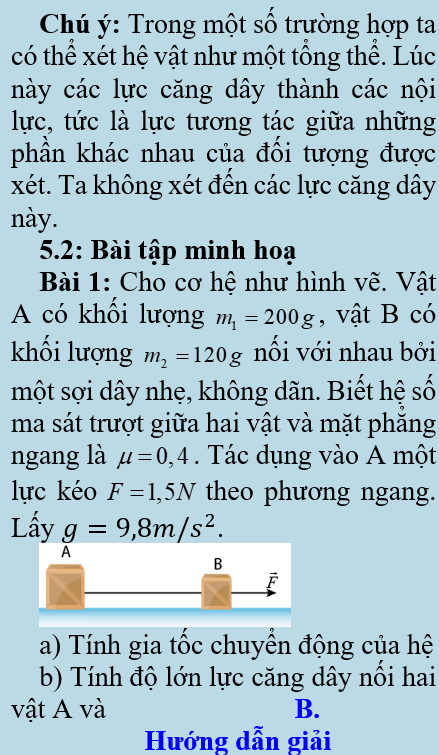 Chú ý: Trong một số trường hợp ta
có thể xét hệ vật như một tổng thể. Lúc
này các lực căng dây thành các nội
lực, tức là lực tương tác giữa những
phần khác nhau của đối tượng được
xét. Ta không xét đến các lực căng dây
này.
5.2: Bài tập minh hoạ
Bài 1: Cho cơ hệ như hình vẽ. Vật
A có khối lượng m₁ = 200g, vật B có
khối lượng m₂ = 120g nối với nhau bởi
một sợi dây nhẹ, không dãn. Biết hệ số
ma sát trượt giữa hai vật và mặt phẳng
ngang là μ = 0,4. Tác dụng vào A một
lực kéo F = 1,5N theo phương ngang.
Lấy g = 9,8m/s².
A
B
F⃗
a) Tính gia tốc chuyển động của hệ
b) Tính độ lớn lực căng dây nối hai
vật A và B.
Hướng dẫn giải